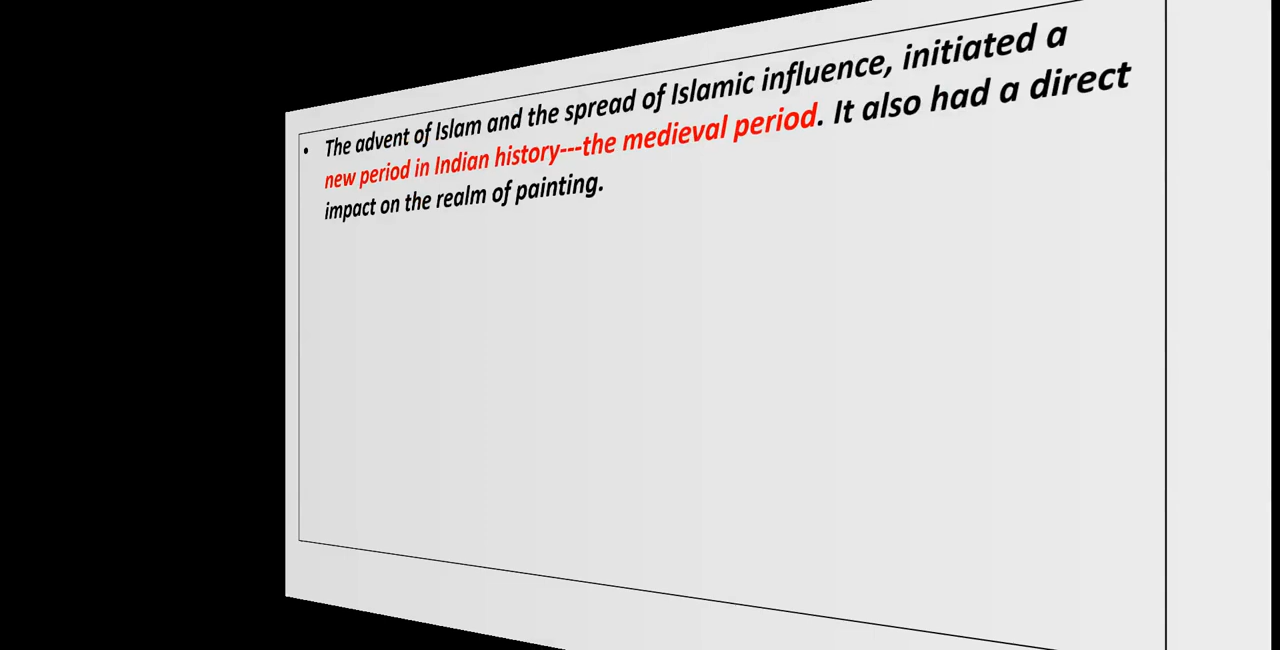 • The advent of Islam and the spread of Islamic influence, initiated a
new period in Indian history---the medieval period. It also had a direct
impact on the realm of painting.